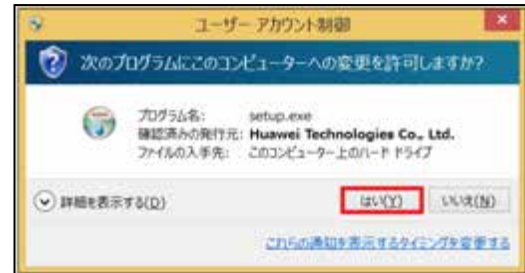 ユーザー アカウント制御
次のプログラムにこのコンピューターへの変更を許可しますか?
プログラム名: setup.exe
確認済みの発行元: Huawei Technologies Co., Ltd.
ファイルの入手先: このコンピューター上のハード ドライブ
詳細を表示する(D) はい(Y) いいえ(N)
これらの通知を表示するタイミングを変更する